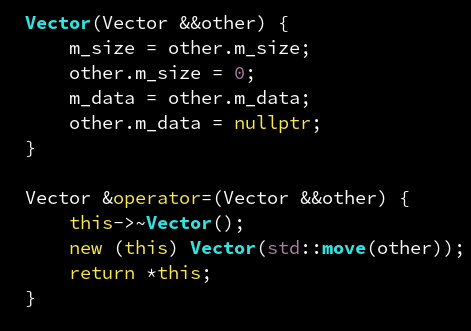 Vector(Vector &&other) {
    m_size = other.m_size;
    other.m_size = 0;
    m_data = other.m_data;
    other.m_data = nullptr;
}

Vector &operator=(Vector &&other) {
    this->~Vector();
    new (this) Vector(std::move(other));
    return *this;
}